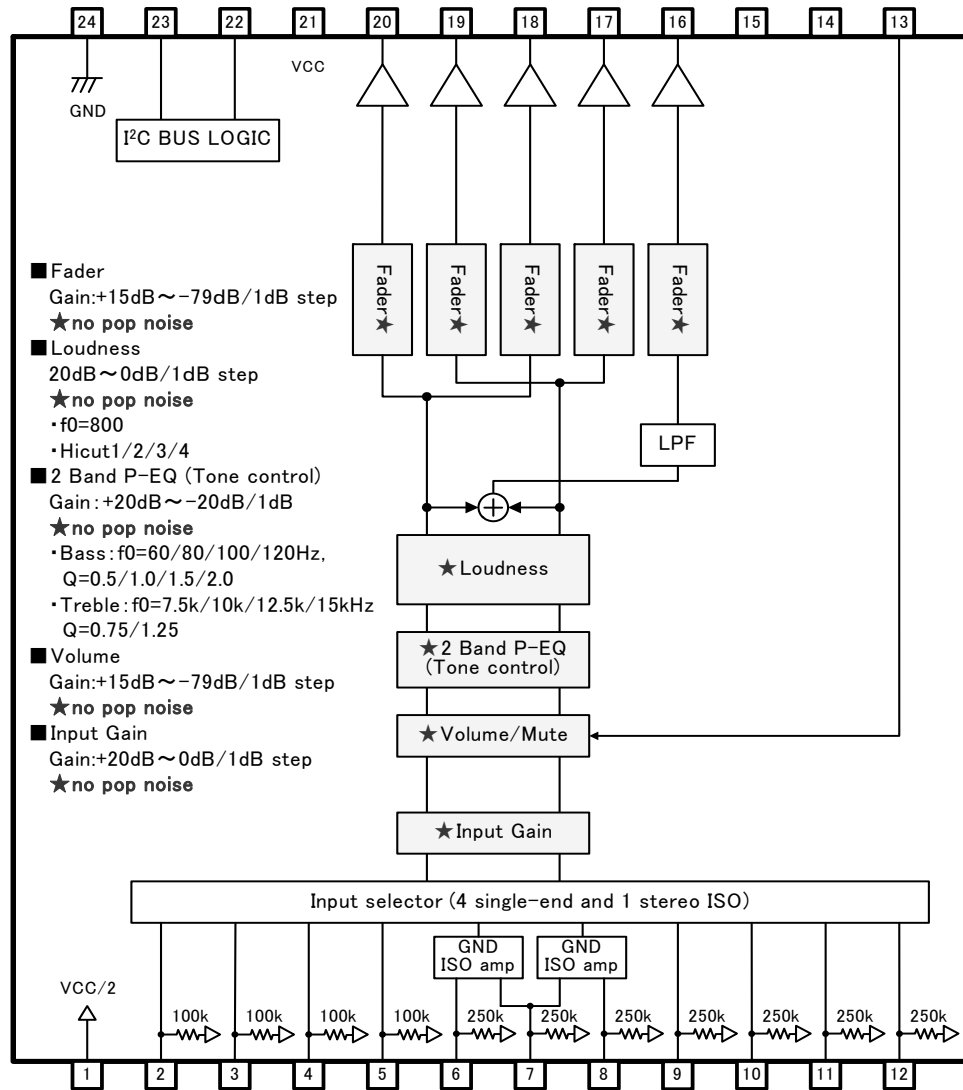 24
23
22
21
20
19
18
17
16
15
14
13
VCC
GND
I²C BUS LOGIC
Fader★
Fader★
Fader★
Fader★
Fader★
■Fader
Gain:+15dB～−79dB/1dB step
★no pop noise
■Loudness
20dB～0dB/1dB step
★no pop noise
・f0=800
・Hicut1/2/3/4
■2 Band P−EQ (Tone control)
Gain:+20dB～−20dB/1dB
★no pop noise
・Bass:f0=60/80/100/120Hz,
Q=0.5/1.0/1.5/2.0
・Treble:f0=7.5k/10k/12.5k/15kHz
Q=0.75/1.25
■Volume
Gain:+15dB～−79dB/1dB step
★no pop noise
■Input Gain
Gain:+20dB～0dB/1dB step
★no pop noise
LPF
★Loudness
★2 Band P−EQ
(Tone control)
★Volume/Mute
★Input Gain
Input selector (4 single−end and 1 stereo ISO)
GND
ISO amp
GND
ISO amp
VCC/2
100k
100k
100k
100k
250k
250k
250k
250k
250k
250k
250k
1
2
3
4
5
6
7
8
9
10
11
12